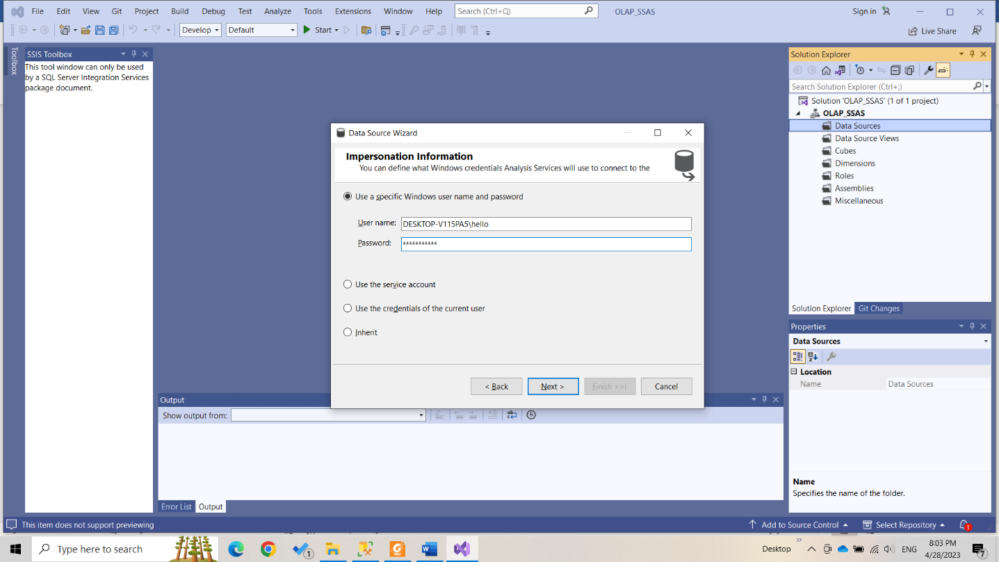 File Edit View Git Project Build Debug Test Analyze Tools Extensions Window Help Search (Ctrl+Q) OLAP_SSAS Sign in
Develop Default Start Live Share
Toolbox
SSIS Toolbox
This tool window can only be used
by a SQL Server Integration Services
package document.
Data Source Wizard
Impersonation Information
You can define what Windows credentials Analysis Services will use to connect to the
Use a specific Windows user name and password
User name: DESKTOP-V115PA5\hello
Password: ***********
Use the service account
Use the credentials of the current user
Inherit
< Back Next > Finish >>| Cancel
Output
Show output from:
Error List Output
Solution Explorer
Search Solution Explorer (Ctrl+;)
Solution 'OLAP_SSAS' (1 of 1 project)
OLAP_SSAS
Data Sources
Data Source Views
Cubes
Dimensions
Roles
Assemblies
Miscellaneous
Solution Explorer Git Changes
Properties
Data Sources
Location
Name Data Sources
Name
Specifies the name of the folder.
This item does not support previewing Add to Source Control Select Repository 1
Type here to search 1 Desktop ENG 8:03 PM
4/28/2023 7